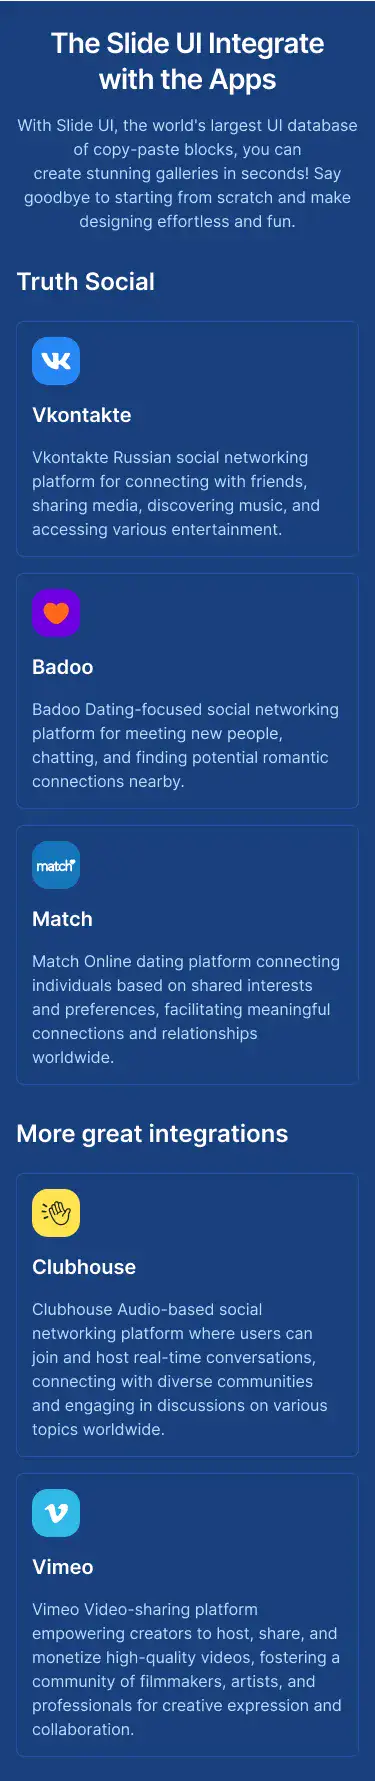 The Slide UI Integrate
with the Apps
With Slide UI, the world's largest UI database
of copy-paste blocks, you can
create stunning galleries in seconds! Say
goodbye to starting from scratch and make
designing effortless and fun.
Truth Social
VK
Vkontakte
Vkontakte Russian social networking
platform for connecting with friends,
sharing media, discovering music, and
accessing various entertainment.
Badoo
Badoo Dating-focused social networking
platform for meeting new people,
chatting, and finding potential romantic
connections nearby.
match
Match
Match Online dating platform connecting
individuals based on shared interests
and preferences, facilitating meaningful
connections and relationships
worldwide.
More great integrations
Clubhouse
Clubhouse Audio-based social
networking platform where users can
join and host real-time conversations,
connecting with diverse communities
and engaging in discussions on various
topics worldwide.
v
Vimeo
Vimeo Video-sharing platform
empowering creators to host, share, and
monetize high-quality videos, fostering a
community of filmmakers, artists, and
professionals for creative expression and
collaboration.